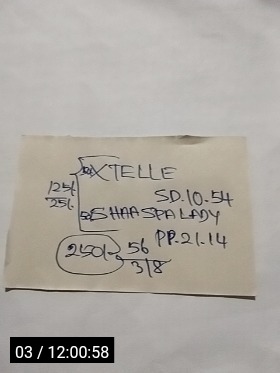 XTELLE
125/-
25/-
SD.10.54
SHAASPALADY
PP.21.14
250/- 56
3/8
03 / 12:00:58